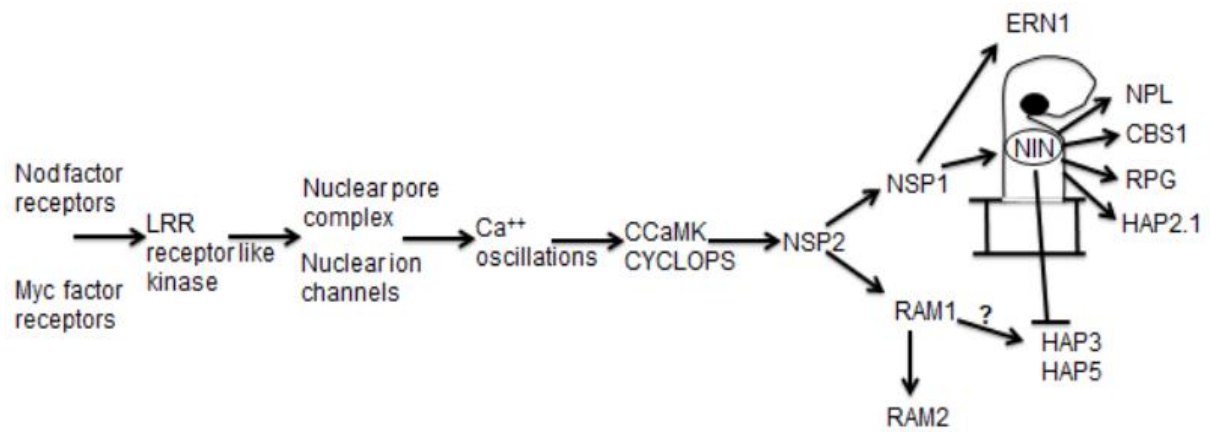 Nod factor
receptors
Myc factor
receptors
LRR
receptor like
kinase
Nuclear pore
complex
Nuclear ion
channels
Ca⁺⁺
oscillations
CCaMK
CYCLOPS
NSP2
NSP1
RAM1
RAM2
?
ERN1
NIN
NPL
CBS1
RPG
HAP2.1
HAP3
HAP5